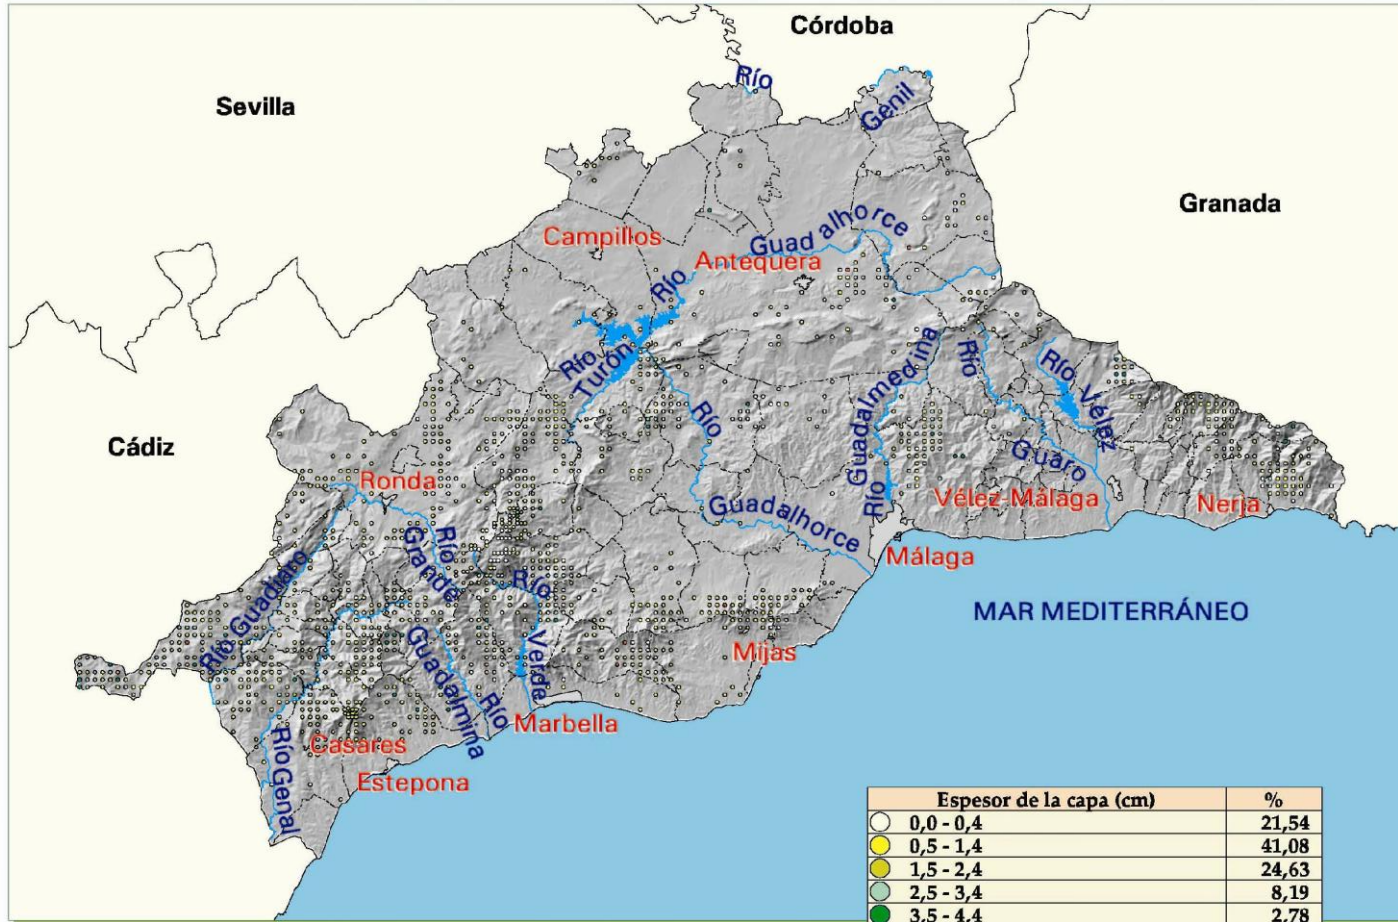 Córdoba
Río
Sevilla
Genil
Granada
Guadalhorce
Campillos
Antequera
Río
Río
Turón
Guadalmedina
Río
Río Vélez
Río
Cádiz
Guaro
Ronda
Río
Vélez-Málaga
Nerja
Guadalhorce
Río
Grande
Málaga
Río
Río Guadiaro
MAR MEDITERRÁNEO
Verde
Mijas
Guadalmina
Río
Marbella
Casares
Río Genal
Estepona
Espesor de la capa (cm) %
0,0 - 0,4 21,54
0,5 - 1,4 41,08
1,5 - 2,4 24,63
2,5 - 3,4 8,19
3,5 - 4,4 2,78